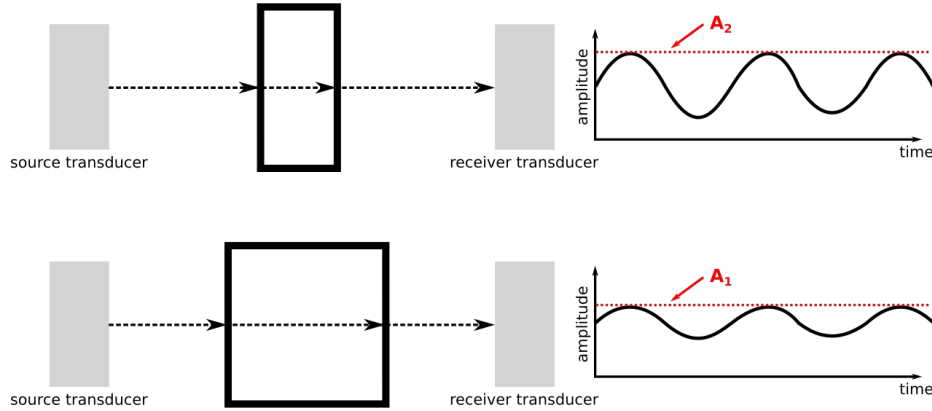 A₂
amplitude
time
source transducer
receiver transducer
A₁
amplitude
time
source transducer
receiver transducer